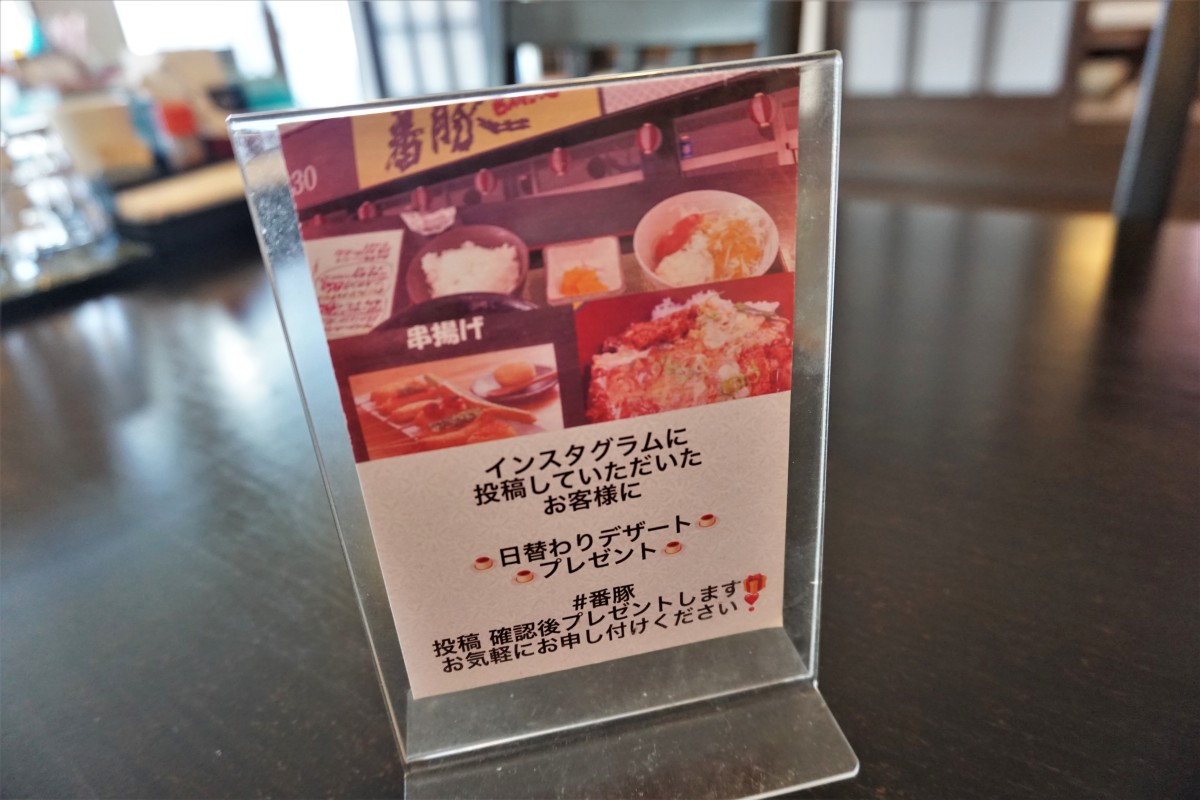 番豚
30
串揚げ
インスタグラムに
投稿していただいた
お客様に
🍮日替わりデザート🍮
🍮プレゼント🍮
#番豚
投稿 確認後プレゼントします🎁
お気軽にお申し付けください❣️